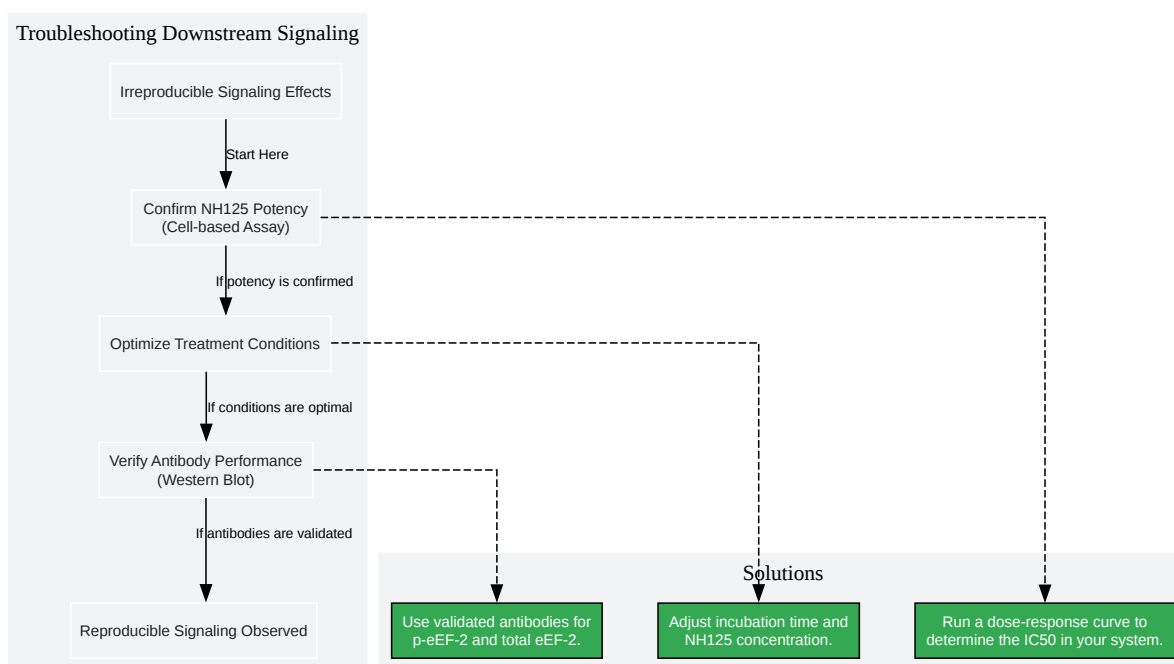 Troubleshooting Downstream Signaling
Irreproducible Signaling Effects
Start Here
Confirm NH125 Potency
(Cell-based Assay)
If potency is confirmed
Optimize Treatment Conditions
If conditions are optimal
Verify Antibody Performance
(Western Blot)
If antibodies are validated
Reproducible Signaling Observed
Solutions
Use validated antibodies for
p-eEF-2 and total eEF-2.
Adjust incubation time and
NH125 concentration.
Run a dose-response curve to
determine the IC50 in your system.